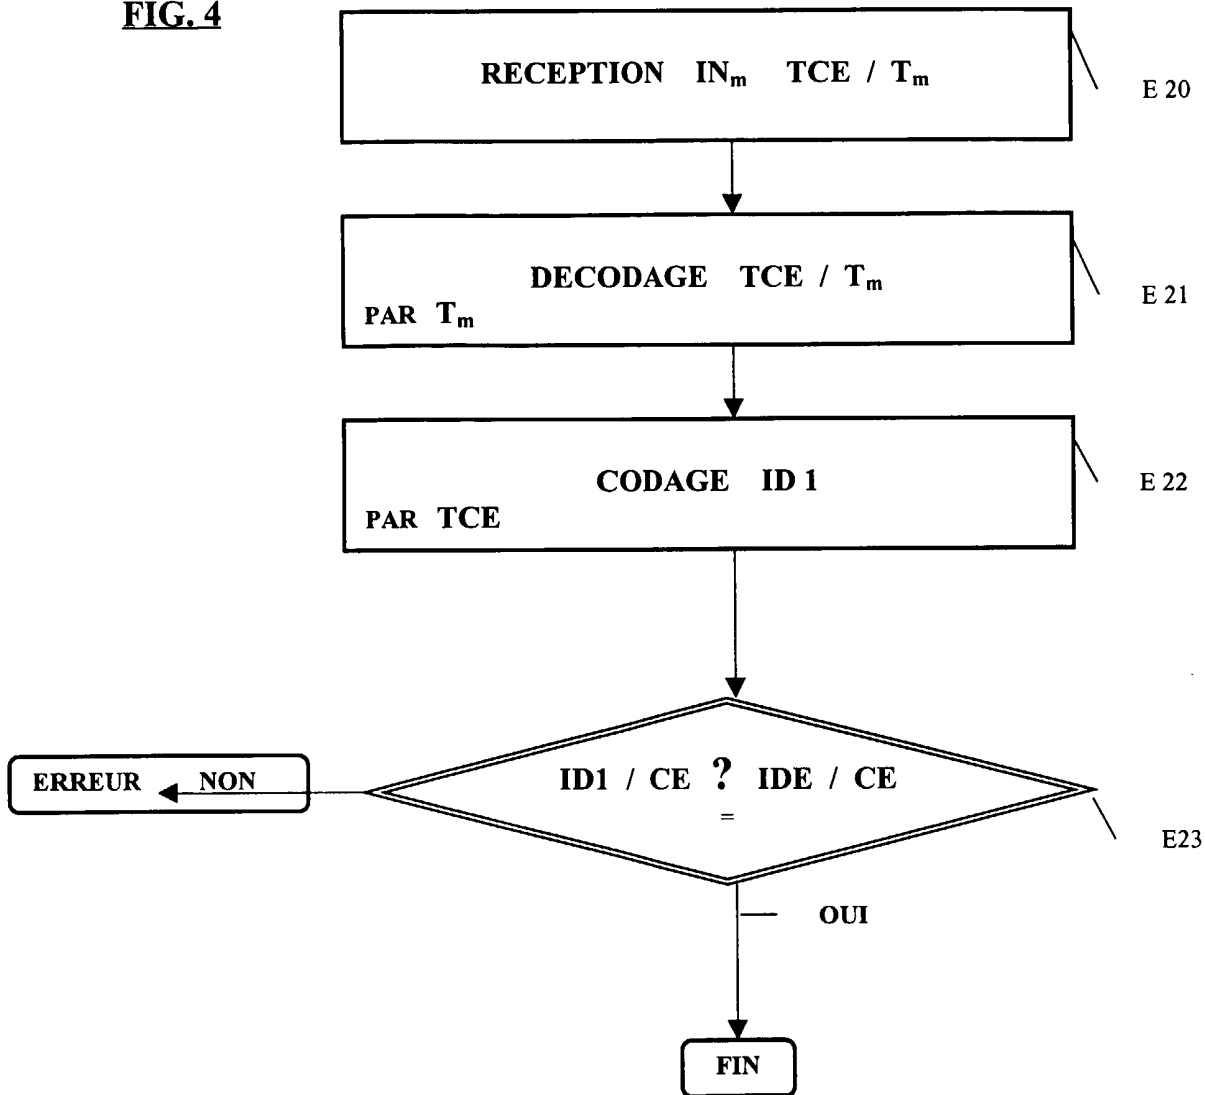 FIG. 4
RECEPTION INₘ TCE / Tₘ
E 20
DECODAGE TCE / Tₘ
PAR Tₘ
E 21
CODAGE ID 1
PAR TCE
E 22
ERREUR NON
ID1 / CE ? IDE / CE
=
E23
OUI
FIN